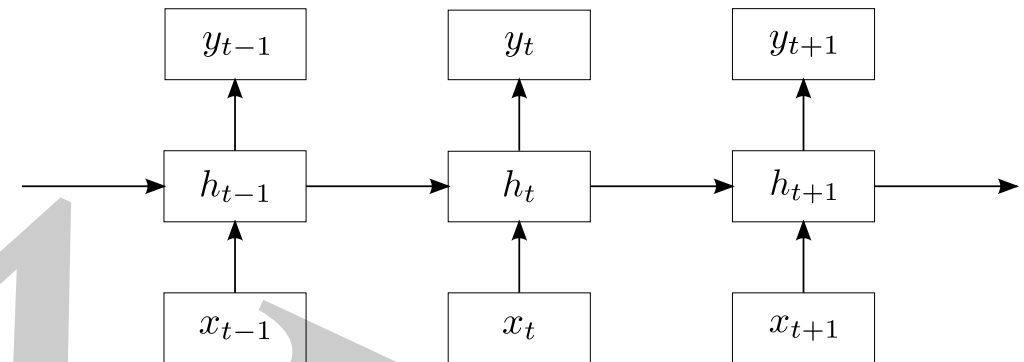 y_{t−1} y_t y_{t+1}
h_{t−1} h_t h_{t+1}
x_{t−1} x_t x_{t+1}